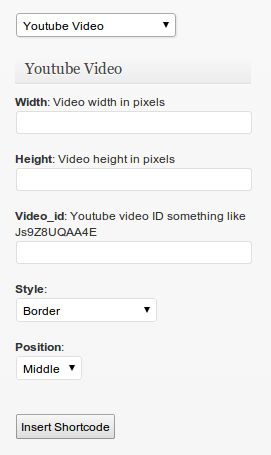 Youtube Video
Youtube Video
Width: Video width in pixels
Height: Video height in pixels
Video_id: Youtube video ID something like
Js9Z8UQAA4E
Style:
Border
Position:
Middle
Insert Shortcode